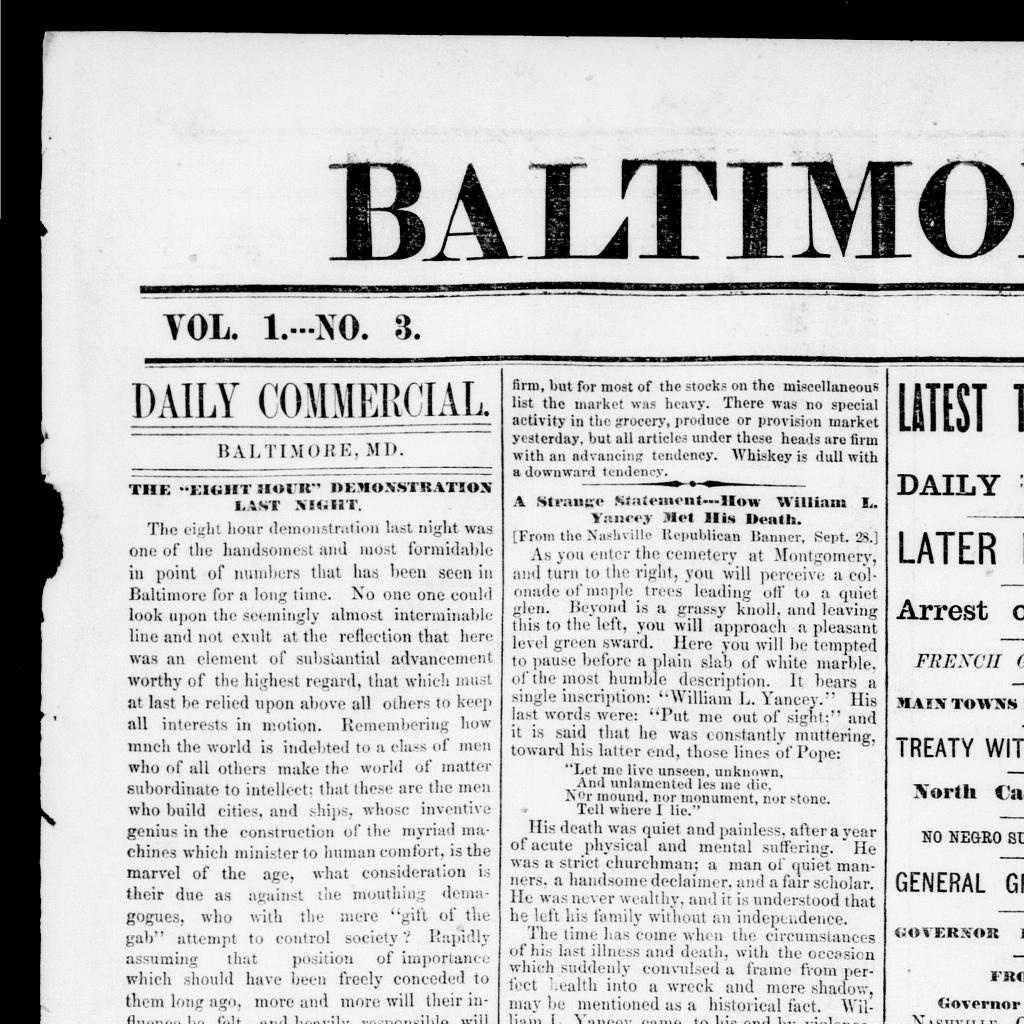 BALTIMO
VOL. 1.---NO. 3.
DAILY COMMERCIAL.
BALTIMORE, MD.
THE "EIGHT HOUR" DEMONSTRATION
LAST NIGHT.
The eight hour demonstration last night was
one of the handsomest and most formidable
in point of numbers that has been seen in
Baltimore for a long time. No one one could
look upon the seemingly almost interminable
line and not exult at the reflection that here
was an element of substantial advancement
worthy of the highest regard, that which must
at last be relied upon above all others to keep
all interests in motion. Remembering how
mnch the world is indebted to a class of men
who of all others make the world of matter
subordinate to intellect; that these are the men
who build cities, and ships, whose inventive
genius in the construction of the myriad ma-
chines which minister to human comfort, is the
marvel of the age, what consideration is
their due as against the mouthing dema-
gogues, who with the mere "gift of the
gab" attempt to control society? Rapidly
assuming that position of importance
which should have been freely conceded to
them long ago, more and more will their in-
fluence be felt, and heavily responsible will
firm, but for most of the stocks on the miscellaneous
list the market was heavy. There was no special
activity in the grocery, produce or provision market
yesterday, but all articles under these heads are firm
with an advancing tendency. Whiskey is dull with
a downward tendency.
A Strange Statement---How William L.
Yancey Met His Death.
[From the Nashville Republican Banner, Sept. 28.]
As you enter the cemetery at Montgomery,
and turn to the right, you will perceive a col-
onade of maple trees leading off to a quiet
glen. Beyond is a grassy knoll, and leaving
this to the left, you will approach a pleasant
level green sward. Here you will be tempted
to pause before a plain slab of white marble,
of the most humble description. It bears a
single inscription: "William L. Yancey." His
last words were: "Put me out of sight;" and
it is said that he was constantly muttering,
toward his latter end, those lines of Pope:
"Let me live unseen, unknown,
And unlamented les me die,
Nor mound, nor monument, nor stone.
Tell where I lie."
His death was quiet and painless, after a year
of acute physical and mental suffering. He
was a strict churchman; a man of quiet man-
ners, a handsome declaimer, and a fair scholar.
He was never wealthy, and it is understood that
he left his family without an independence.
The time has come when the circumstances
of his last illness and death, with the occasion
which suddenly convulsed a frame from per-
fect health into a wreck and mere shadow,
may be mentioned as a historical fact. Wil-
liam L. Yancey came to his end by violence
LATEST T
DAILY
LATER
Arrest o
FRENCH G
MAIN TOWNS
TREATY WIT
North Ca
NO NEGRO SU
GENERAL GR
GOVERNOR
FRO
Governor
NASHVILLE